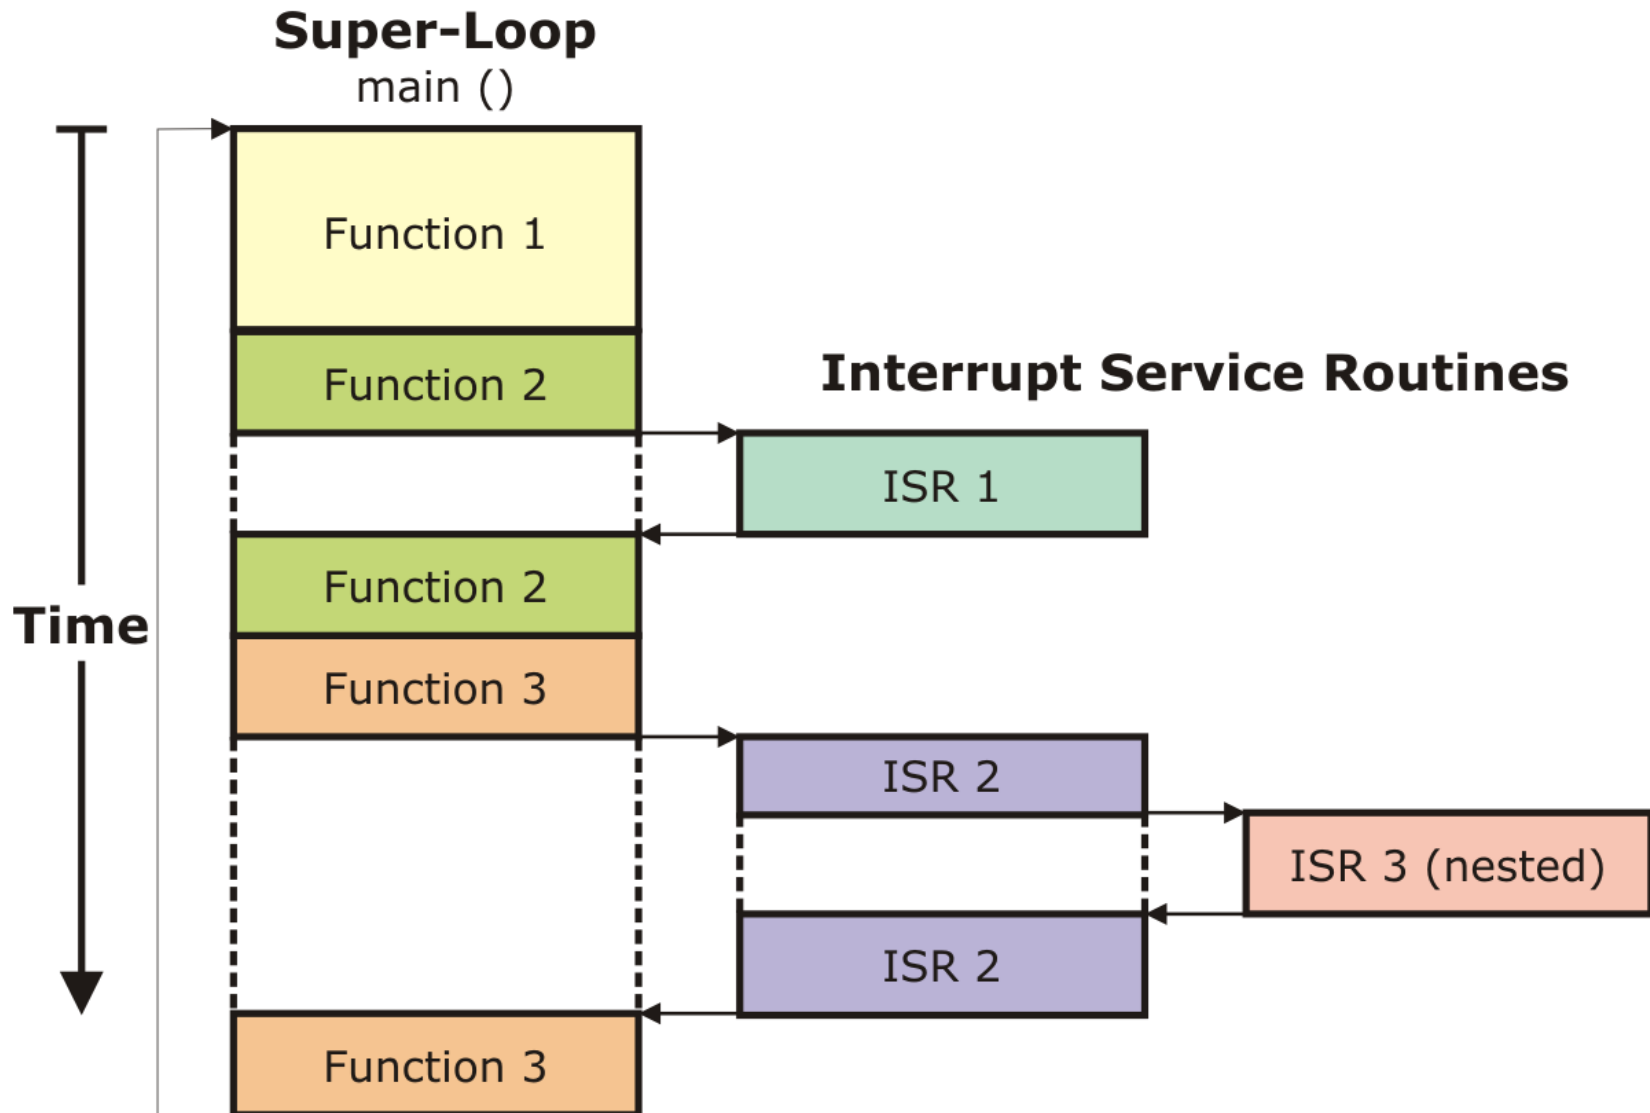 Super-Loop
main ()
Function 1
Function 2
Interrupt Service Routines
ISR 1
Function 2
Time
Function 3
ISR 2
ISR 3 (nested)
ISR 2
Function 3